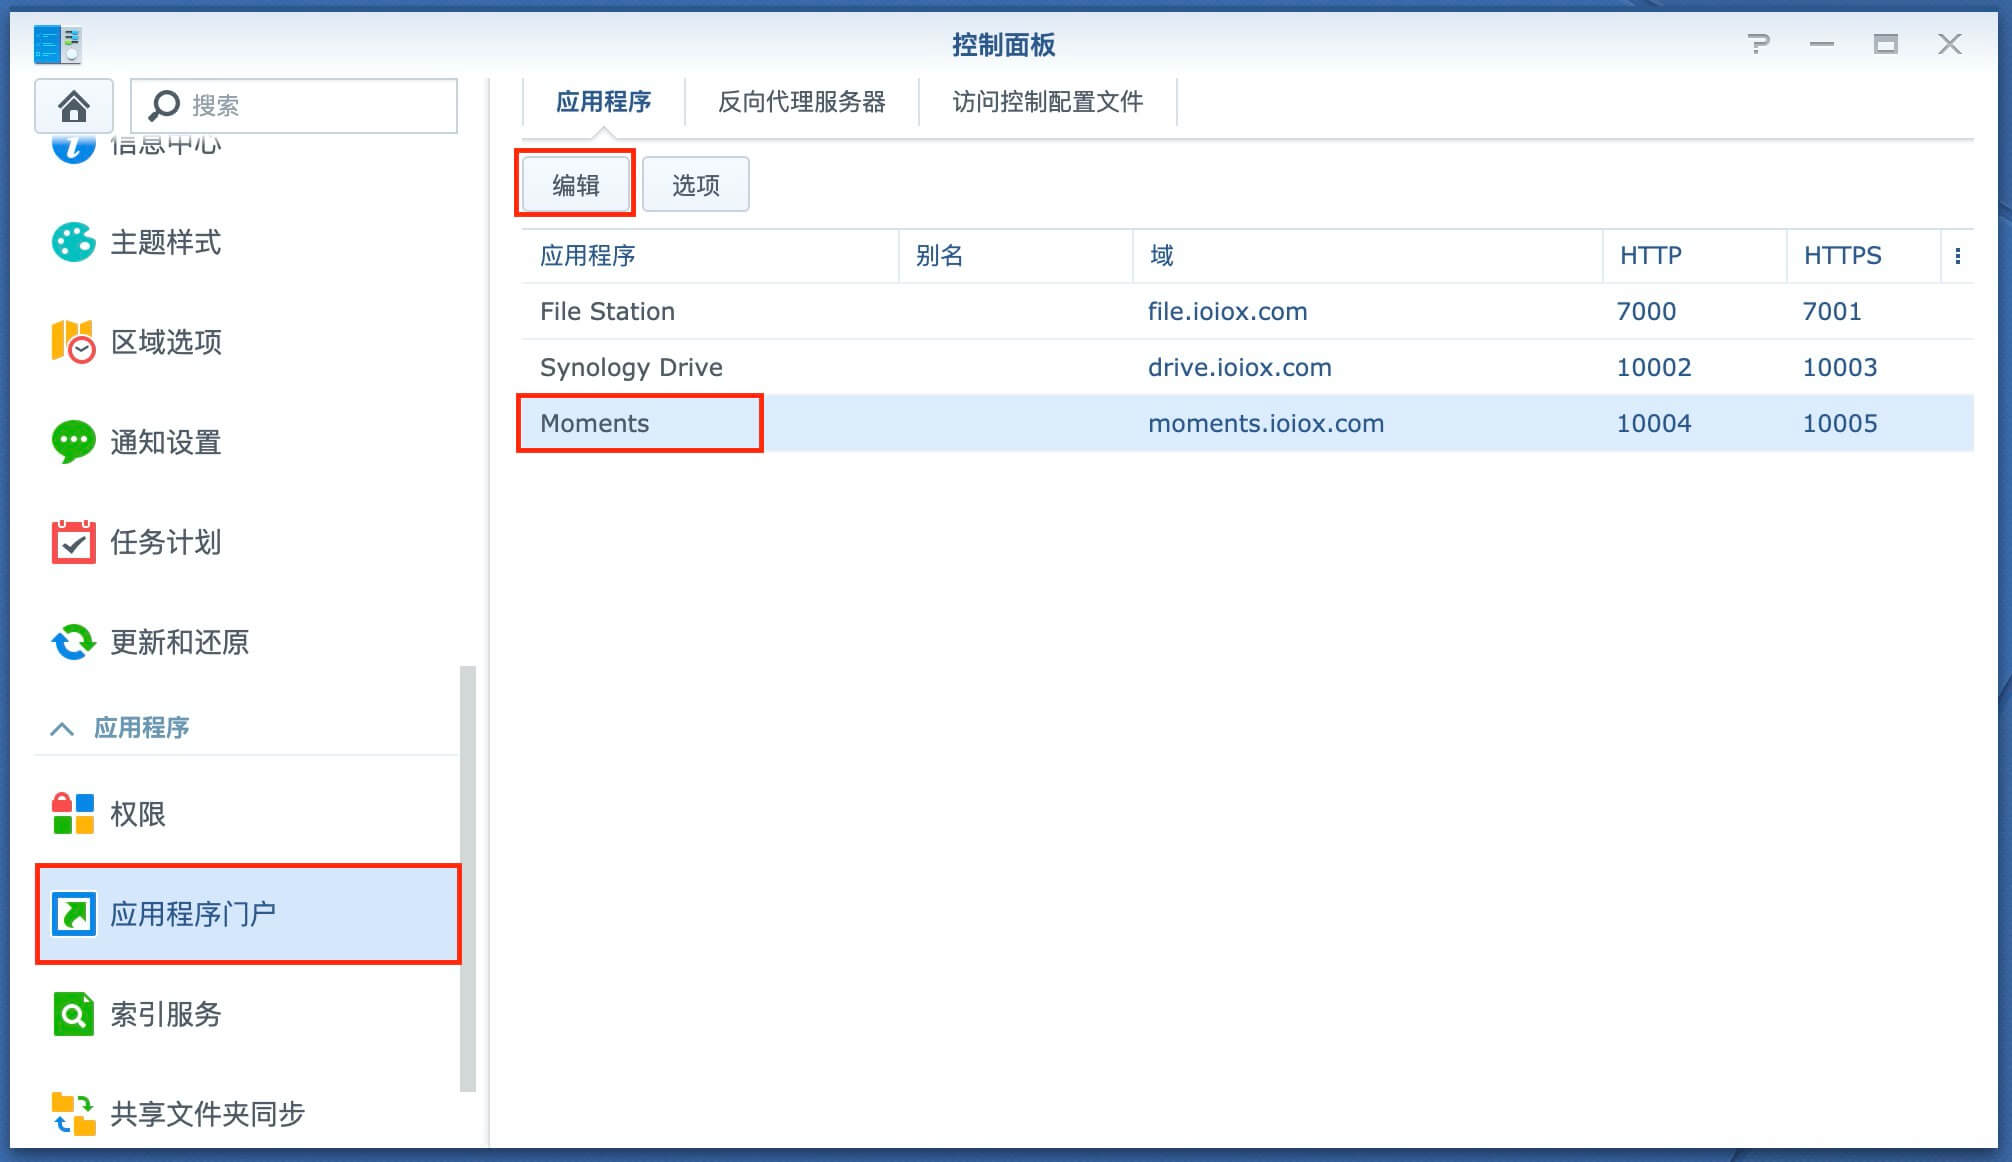 控制面板
搜索
信息中心
主题样式
区域选项
通知设置
任务计划
更新和还原
应用程序
权限
应用程序门户
索引服务
共享文件夹同步
应用程序 反向代理服务器 访问控制配置文件
编辑 选项
应用程序 别名 域 HTTP HTTPS
File Station file.ioiox.com 7000 7001
Synology Drive drive.ioiox.com 10002 10003
Moments moments.ioiox.com 10004 10005